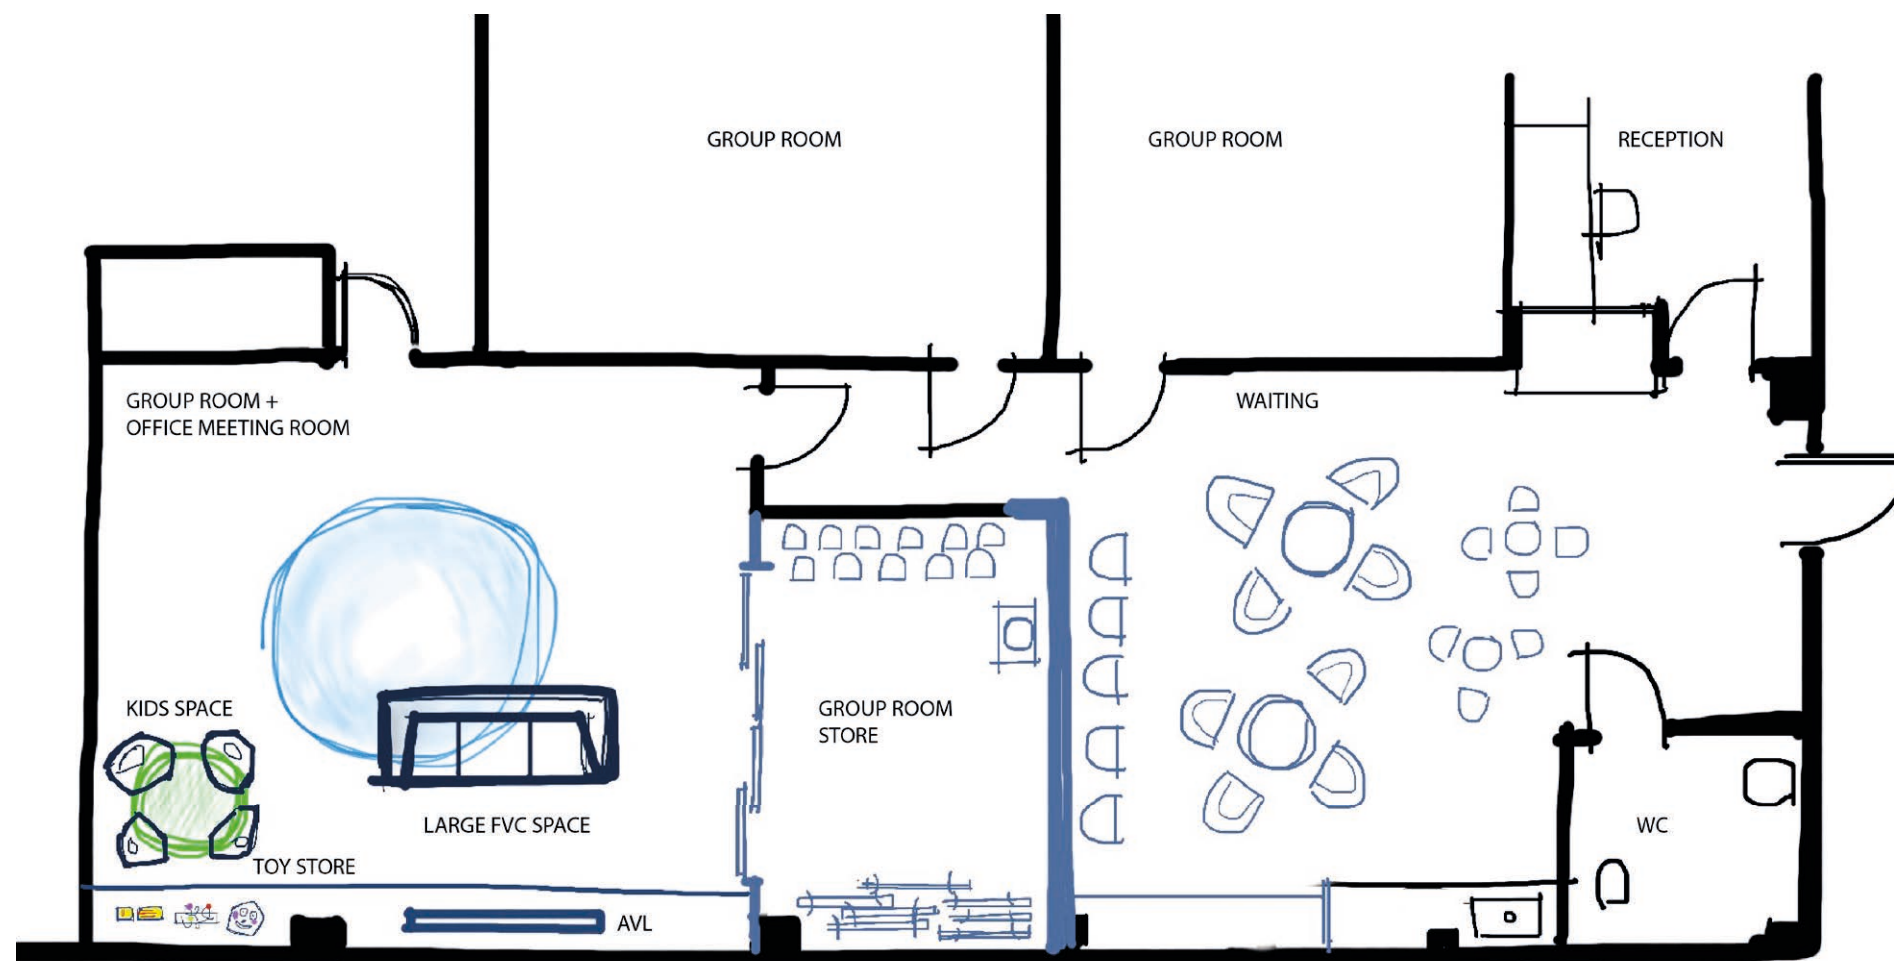 GROUP ROOM
GROUP ROOM
RECEPTION
GROUP ROOM +
OFFICE MEETING ROOM
WAITING
KIDS SPACE
GROUP ROOM
STORE
LARGE FVC SPACE
WC
TOY STORE
AVL